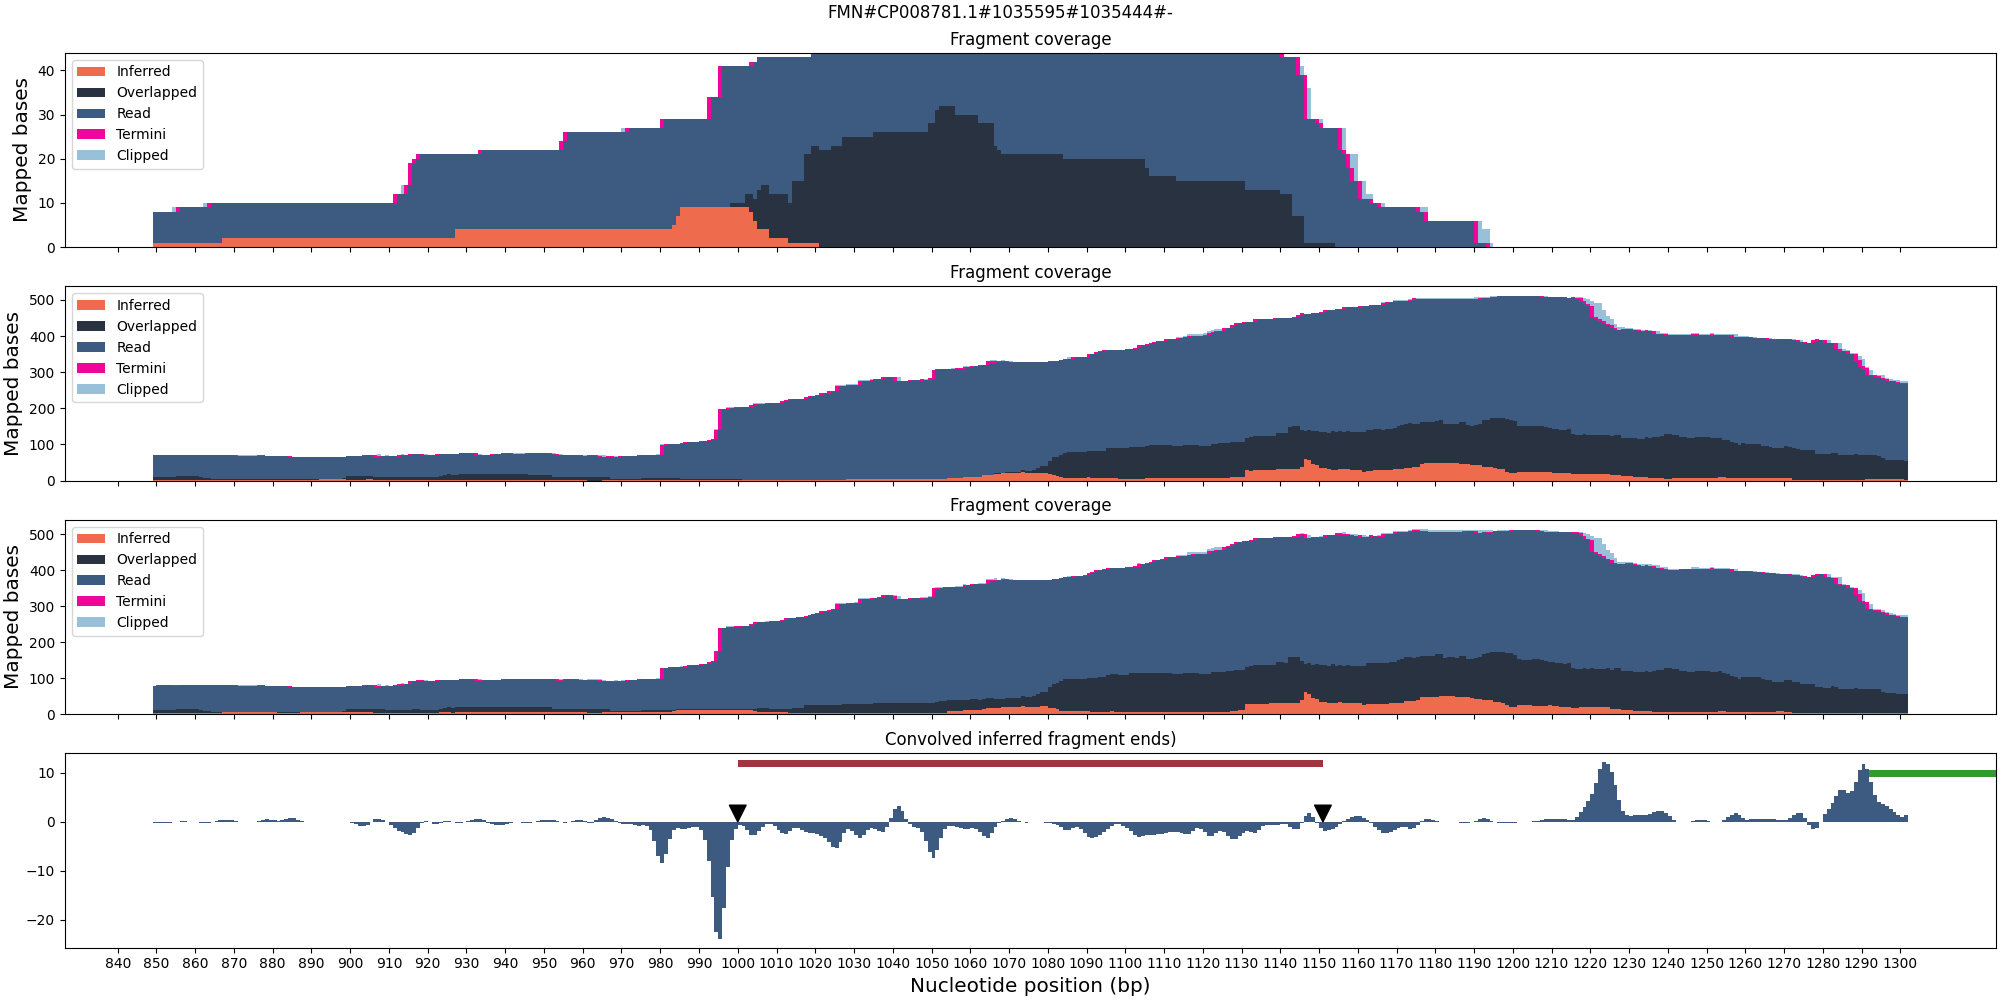 FMN#CP008781.1#1035595#1035444#-
Fragment coverage
Mapped bases
40
30
20
10
0
Inferred
Overlapped
Read
Termini
Clipped
Fragment coverage
Mapped bases
500
400
300
200
100
0
Inferred
Overlapped
Read
Termini
Clipped
Fragment coverage
Mapped bases
500
400
300
200
100
0
Inferred
Overlapped
Read
Termini
Clipped
Convolved inferred fragment ends)
10
0
−10
−20
840 850 860 870 880 890 900 910 920 930 940 950 960 970 980 990 1000 1010 1020 1030 1040 1050 1060 1070 1080 1090 1100 1110 1120 1130 1140 1150 1160 1170 1180 1190 1200 1210 1220 1230 1240 1250 1260 1270 1280 1290 1300
Nucleotide position (bp)